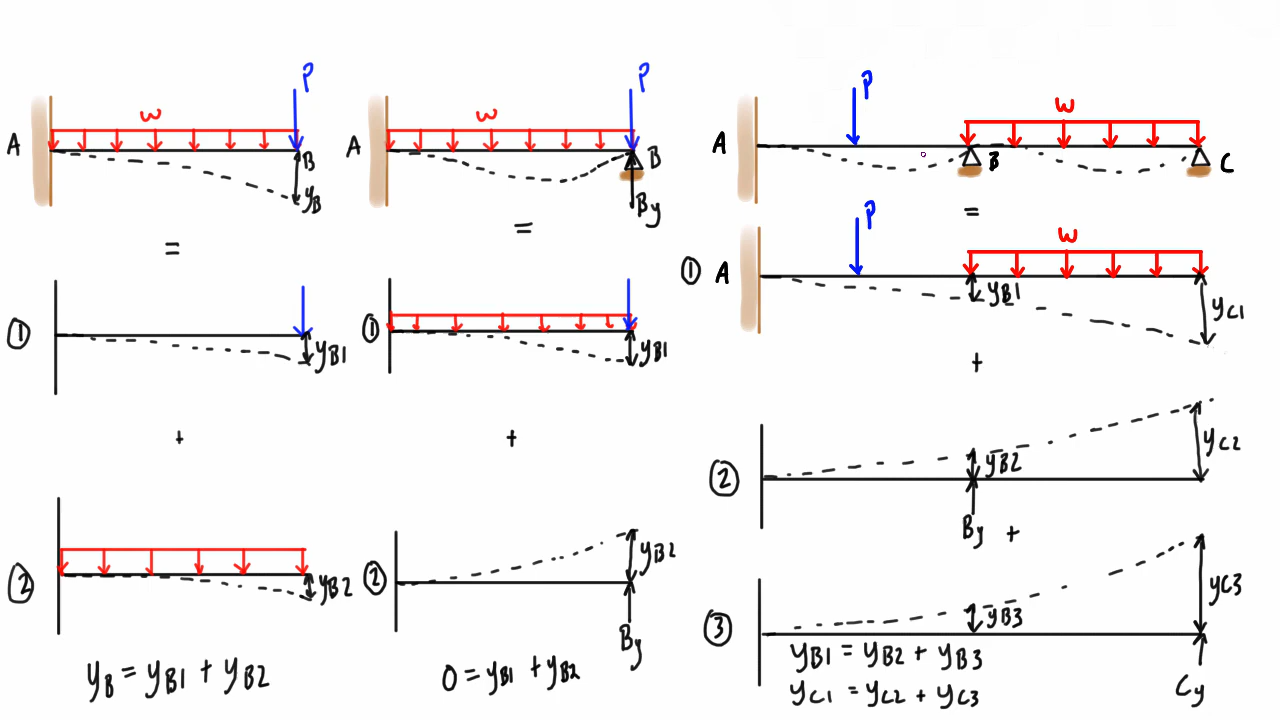 P
w
A
B
yB
=
①
yB1
+
②
yB2
yB = yB1 + yB2
P
w
A
B
By
=
①
yB1
+
②
yB2
By
0 = yB1 + yB2
P
w
A
B
C
=
P
w
① A
yB1
yC1
+
②
yB2
yC2
By +
③
yB3
yC3
yB1 = yB2 + yB3
yC1 = yC2 + yC3
Cy